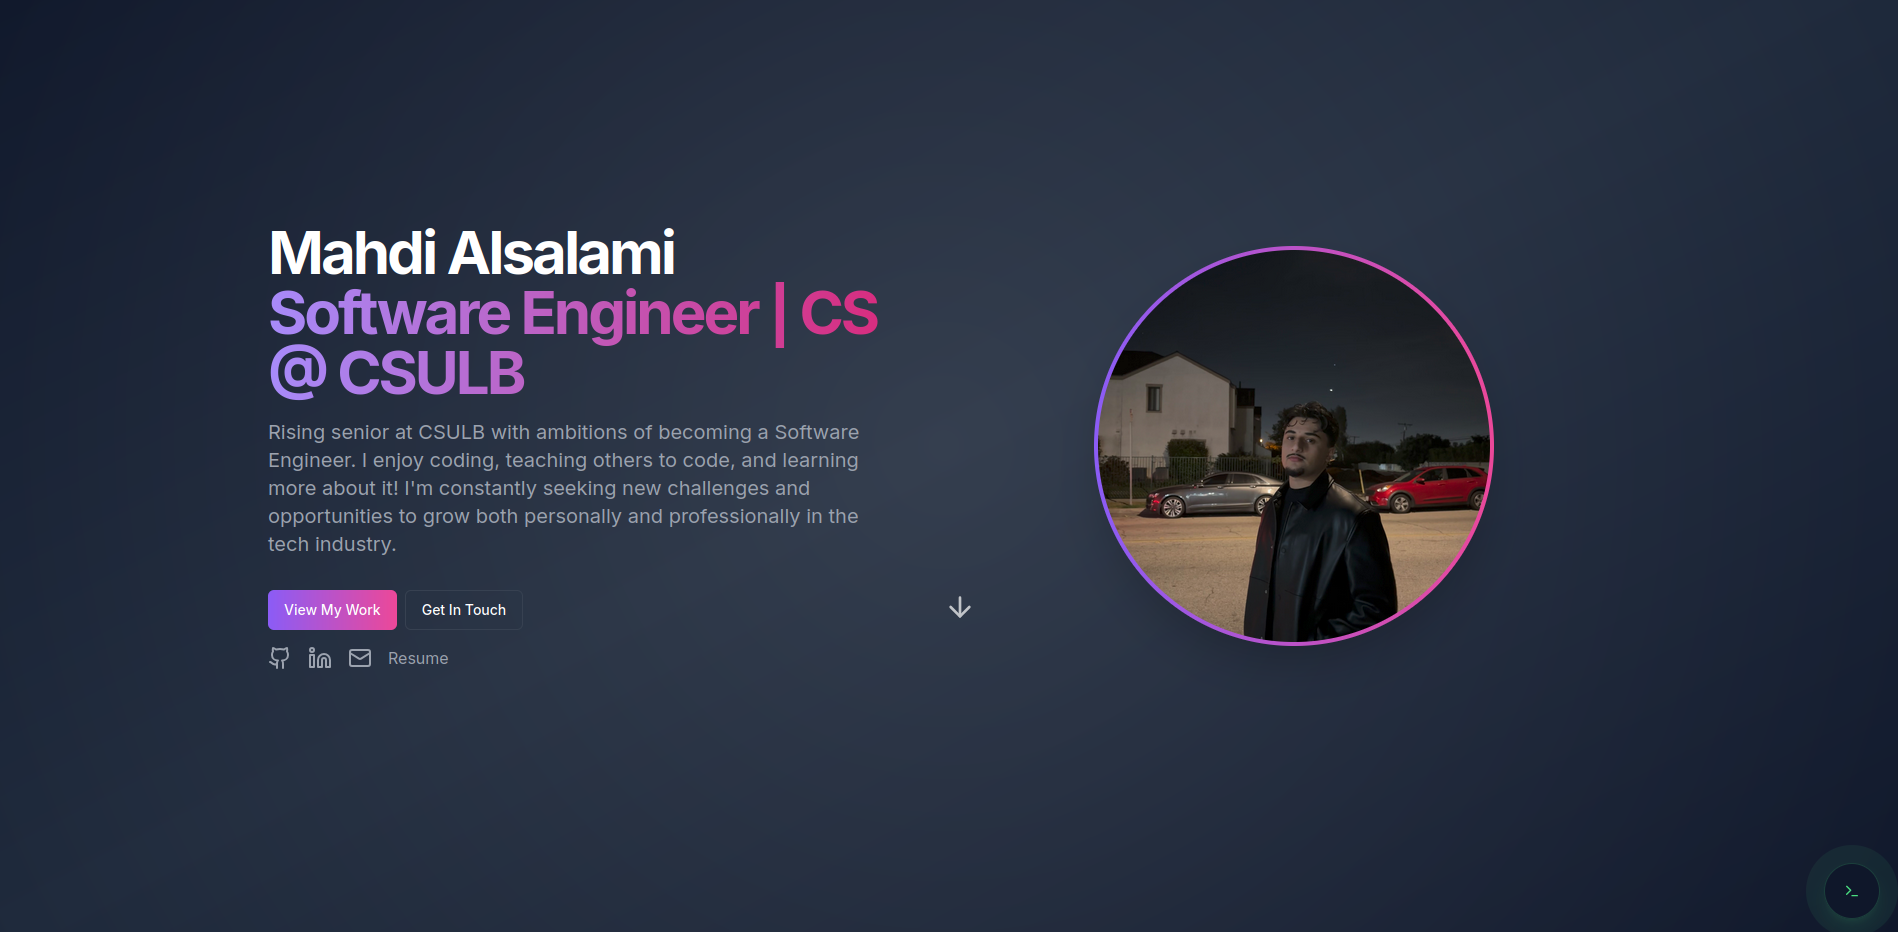 Mahdi Alsalami
Software Engineer | CS
@ CSULB
Rising senior at CSULB with ambitions of becoming a Software
Engineer. I enjoy coding, teaching others to code, and learning
more about it! I'm constantly seeking new challenges and
opportunities to grow both personally and professionally in the
tech industry.
View My Work
Get In Touch
Resume